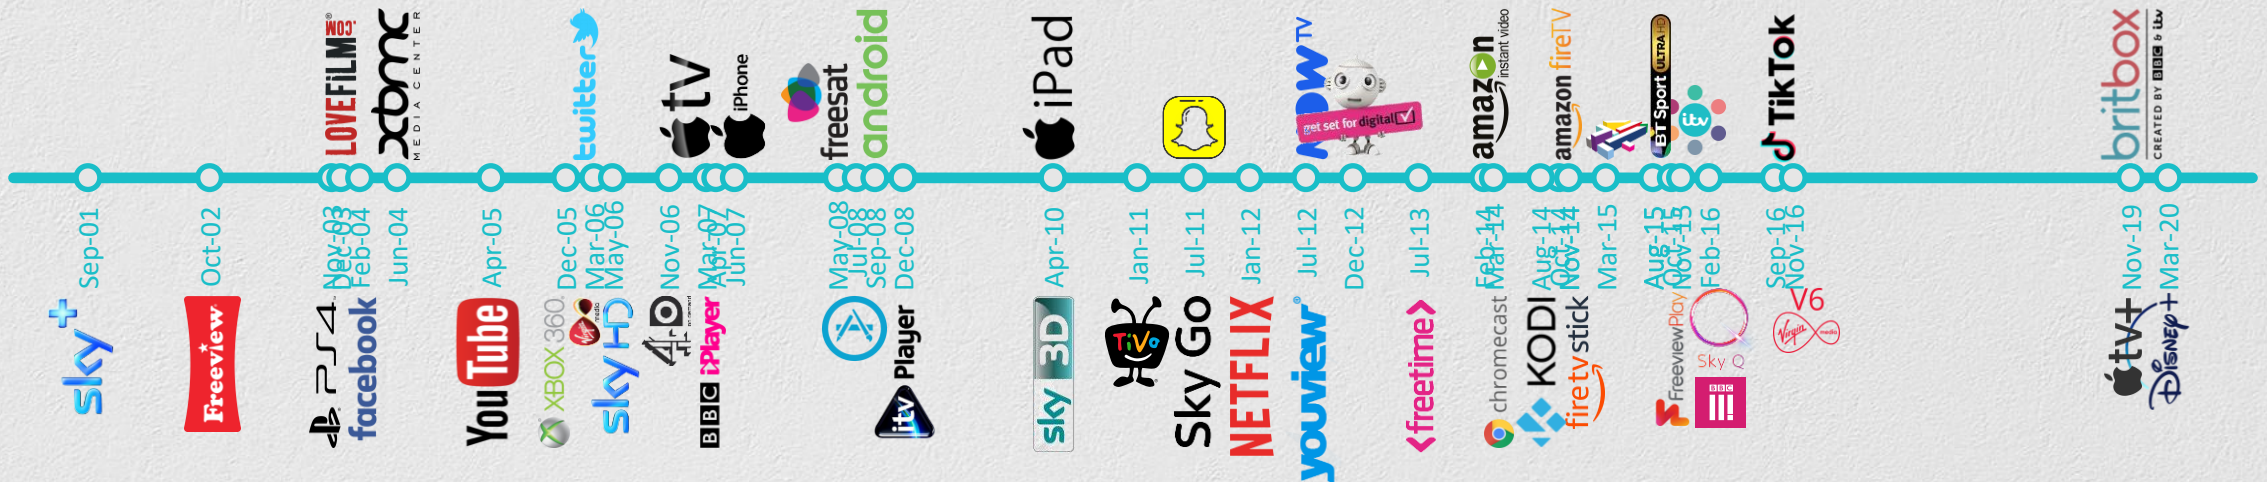 LOVEFiLM.COM
xbmc
MEDIA CENTER
twitter
tv
iPhone
freesat
android
iPad
TV
get set for digital
amazon
instant video
amazon fireTV
BT Sport ULTRA HD
itv
TikTok
britbox
CREATED BY BBC & itv
Sep-01
Oct-02
Nov-03
Dec-03
Feb-04
Jun-04
Apr-05
Dec-05
Mar-06
May-06
Nov-06
Mar-07
Apr-07
Jun-07
May-08
Jul-08
Sep-08
Dec-08
Apr-10
Jan-11
Jul-11
Jan-12
Jul-12
Dec-12
Jul-13
Feb-14
Mar-14
Aug-14
Oct-14
Nov-14
Mar-15
Aug-15
Oct-15
Nov-15
Feb-16
Sep-16
Nov-16
Nov-19
Mar-20
sky+
Freeview
PS4
facebook
YouTube
XBOX 360
Virgin media
sky HD
4oD
on demand
BBC iPlayer
itv Player
sky 3D
TiVo
Sky Go
NETFLIX
youview
<freetime>
chromecast
KODI
fire tv stick
FreeviewPlay
Sky Q
BBC
V6
Virgin media
tv+
Disney+